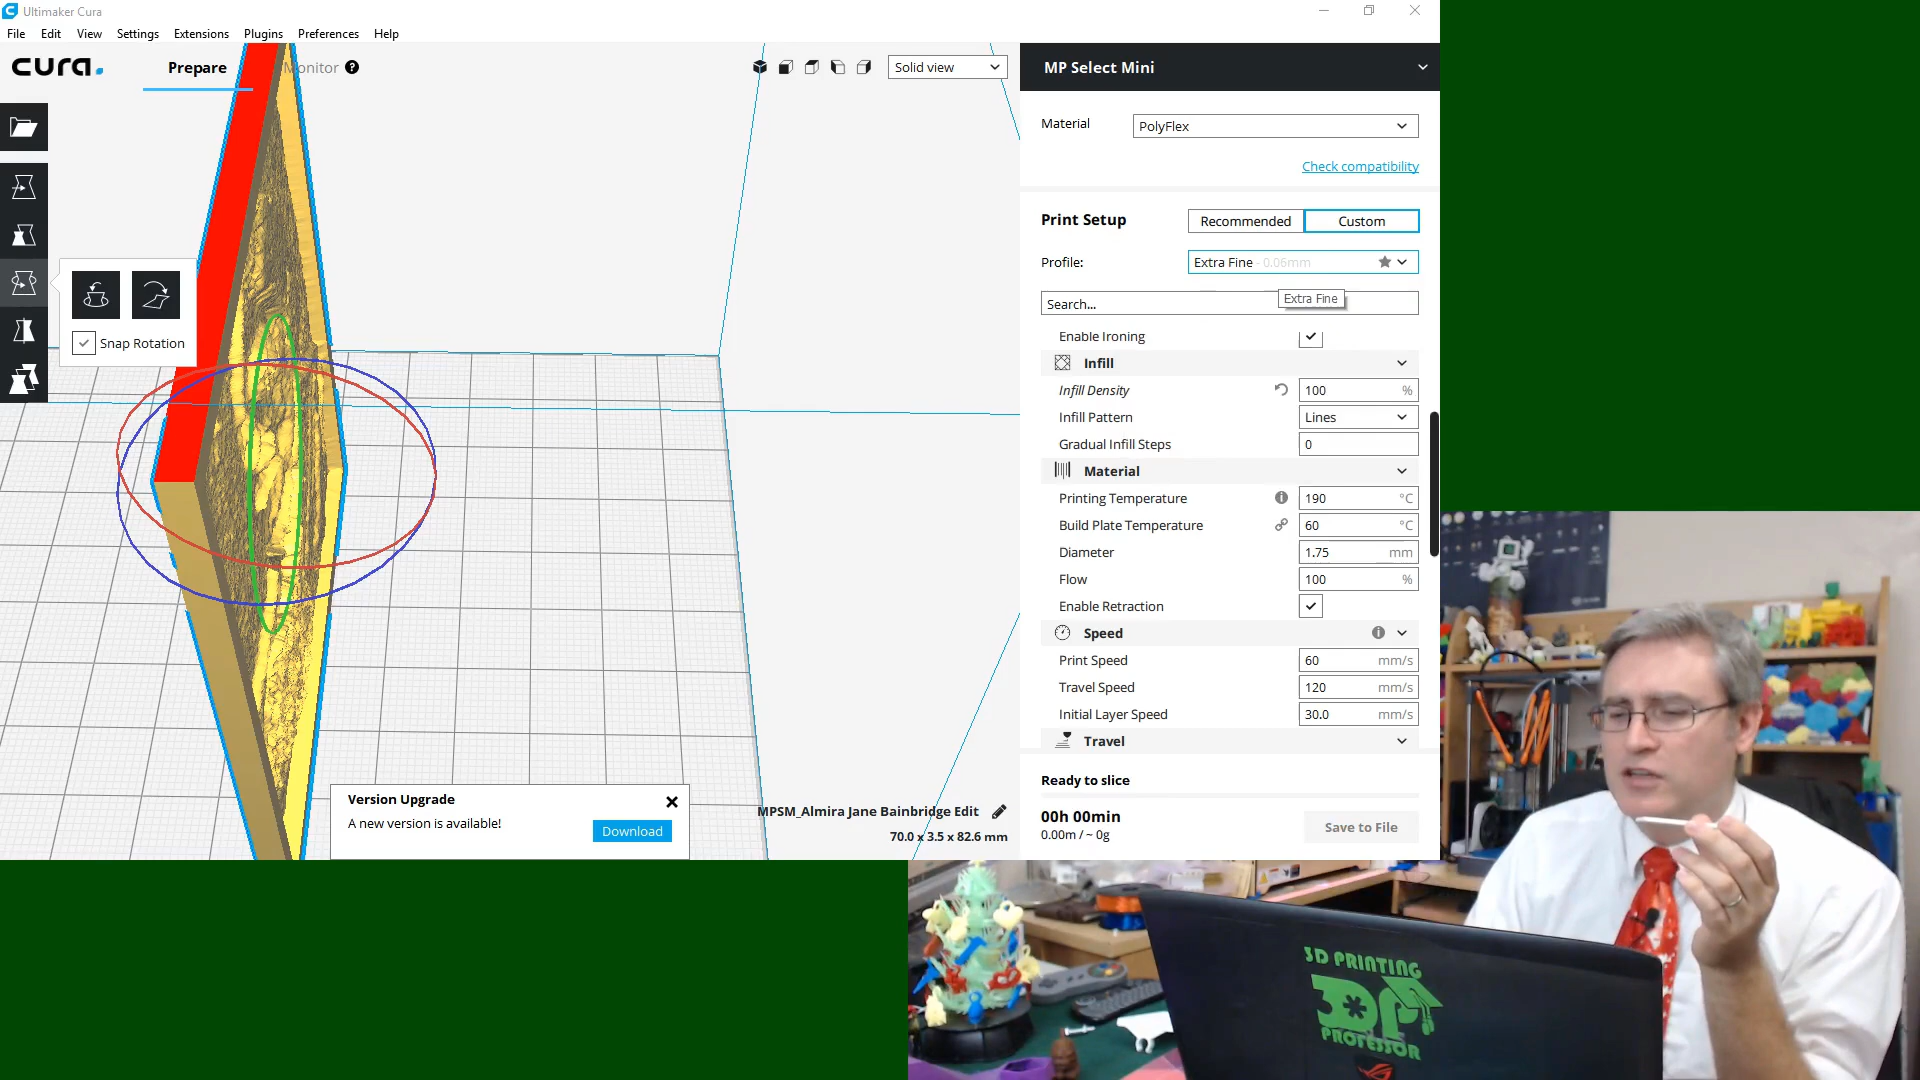 Ultimaker Cura
File Edit View Settings Extensions Plugins Preferences Help
cura.
Prepare
Monitor ?
Solid view
Snap Rotation
Version Upgrade
A new version is available!
Download
MPSM_Almira Jane Bainbridge Edit
70.0 x 3.5 x 82.6 mm
MP Select Mini
Material PolyFlex
Check compatibility
Print Setup Recommended Custom
Profile: Extra Fine - 0.06mm
Search...
Extra Fine
Enable Ironing
Infill
Infill Density 100 %
Infill Pattern Lines
Gradual Infill Steps 0
Material
Printing Temperature 190 °C
Build Plate Temperature 60 °C
Diameter 1.75 mm
Flow 100 %
Enable Retraction
Speed
Print Speed 60 mm/s
Travel Speed 120 mm/s
Initial Layer Speed 30.0 mm/s
Travel
Ready to slice
00h 00min
0.00m / ~ 0g
Save to File
3D PRINTING
3DP
PROFESSOR